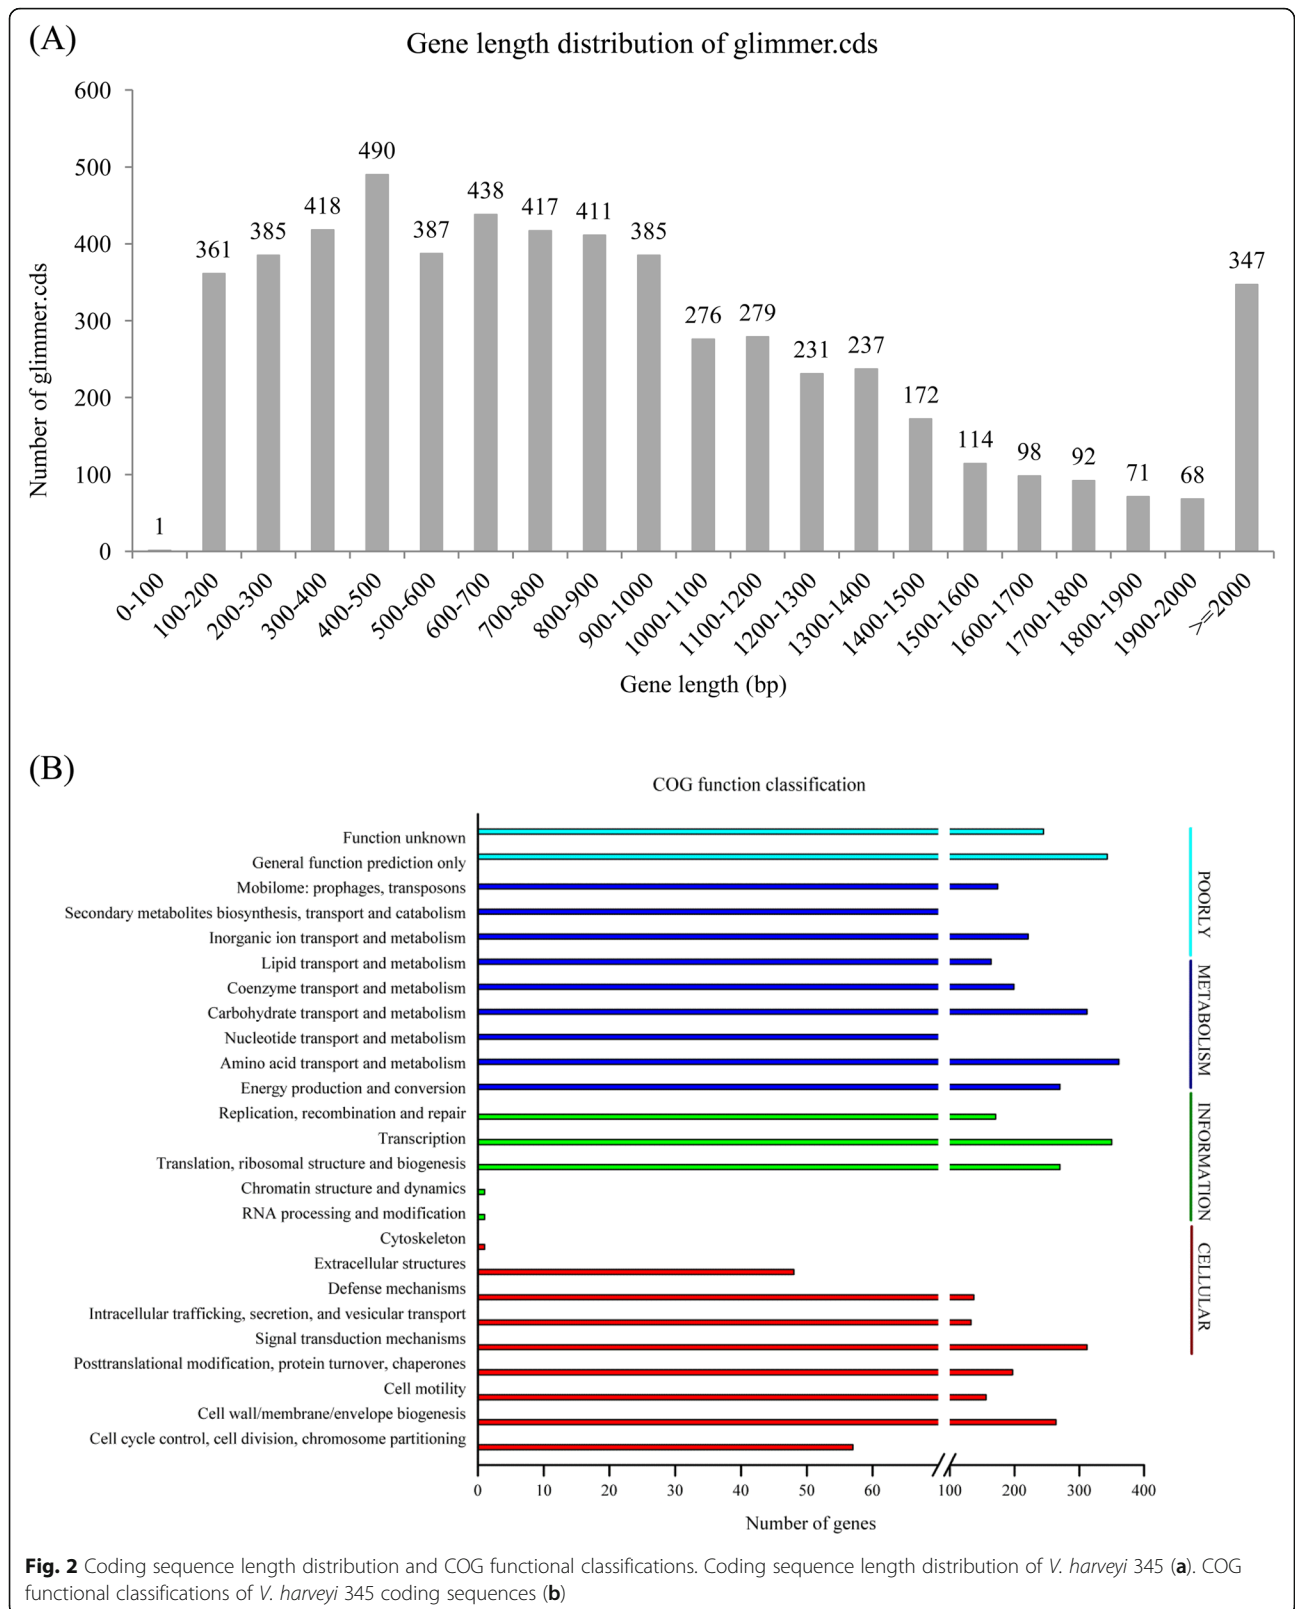 (A)
Gene length distribution of glimmer.cds
600
500
400
300
200
100
0
Number of glimmer.cds
1
361
385
418
490
387
438
417
411
385
276
279
231
237
172
114
98
92
71
68
347
0-100
100-200
200-300
300-400
400-500
500-600
600-700
700-800
800-900
900-1000
1000-1100
1100-1200
1200-1300
1300-1400
1400-1500
1500-1600
1600-1700
1700-1800
1800-1900
1900-2000
>=2000
Gene length (bp)
(B)
COG function classification
Function unknown
General function prediction only
Mobilome: prophages, transposons
Secondary metabolites biosynthesis, transport and catabolism
Inorganic ion transport and metabolism
Lipid transport and metabolism
Coenzyme transport and metabolism
Carbohydrate transport and metabolism
Nucleotide transport and metabolism
Amino acid transport and metabolism
Energy production and conversion
Replication, recombination and repair
Transcription
Translation, ribosomal structure and biogenesis
Chromatin structure and dynamics
RNA processing and modification
Cytoskeleton
Extracellular structures
Defense mechanisms
Intracellular trafficking, secretion, and vesicular transport
Signal transduction mechanisms
Posttranslational modification, protein turnover, chaperones
Cell motility
Cell wall/membrane/envelope biogenesis
Cell cycle control, cell division, chromosome partitioning
POORLY
METABOLISM
INFORMATION
CELLULAR
0 10 20 30 40 50 60 100 200 300 400
Number of genes
Fig. 2 Coding sequence length distribution and COG functional classifications. Coding sequence length distribution of V. harveyi 345 (a). COG
functional classifications of V. harveyi 345 coding sequences (b)